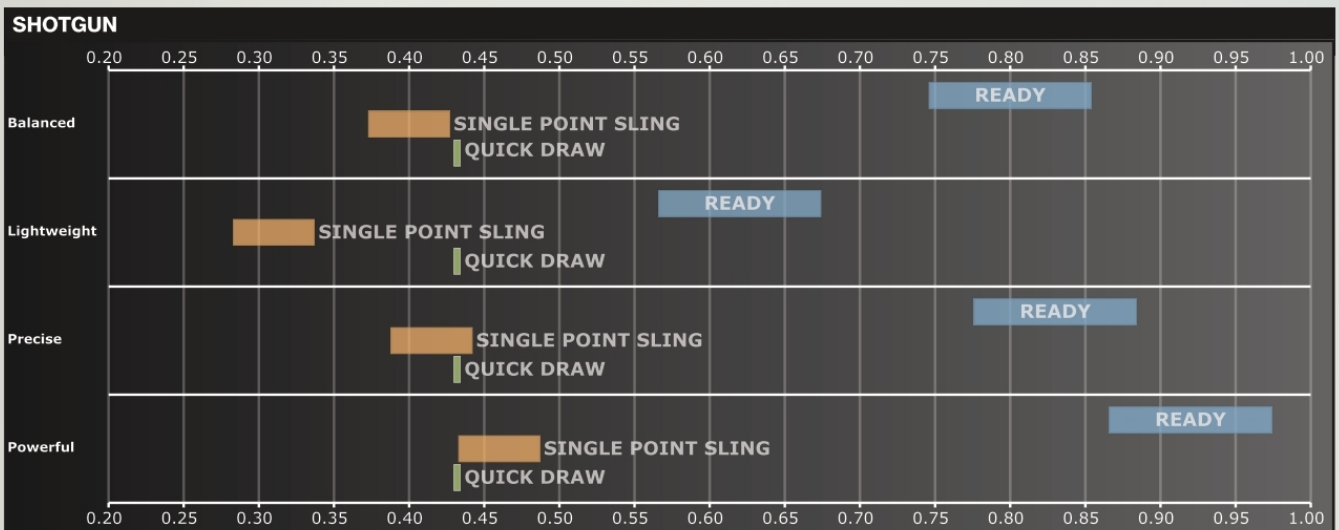 SHOTGUN
0.20 0.25 0.30 0.35 0.40 0.45 0.50 0.55 0.60 0.65 0.70 0.75 0.80 0.85 0.90 0.95 1.00
READY
Balanced SINGLE POINT SLING
QUICK DRAW
READY
Lightweight SINGLE POINT SLING
QUICK DRAW
READY
Precise SINGLE POINT SLING
QUICK DRAW
READY
Powerful SINGLE POINT SLING
QUICK DRAW
0.20 0.25 0.30 0.35 0.40 0.45 0.50 0.55 0.60 0.65 0.70 0.75 0.80 0.85 0.90 0.95 1.00